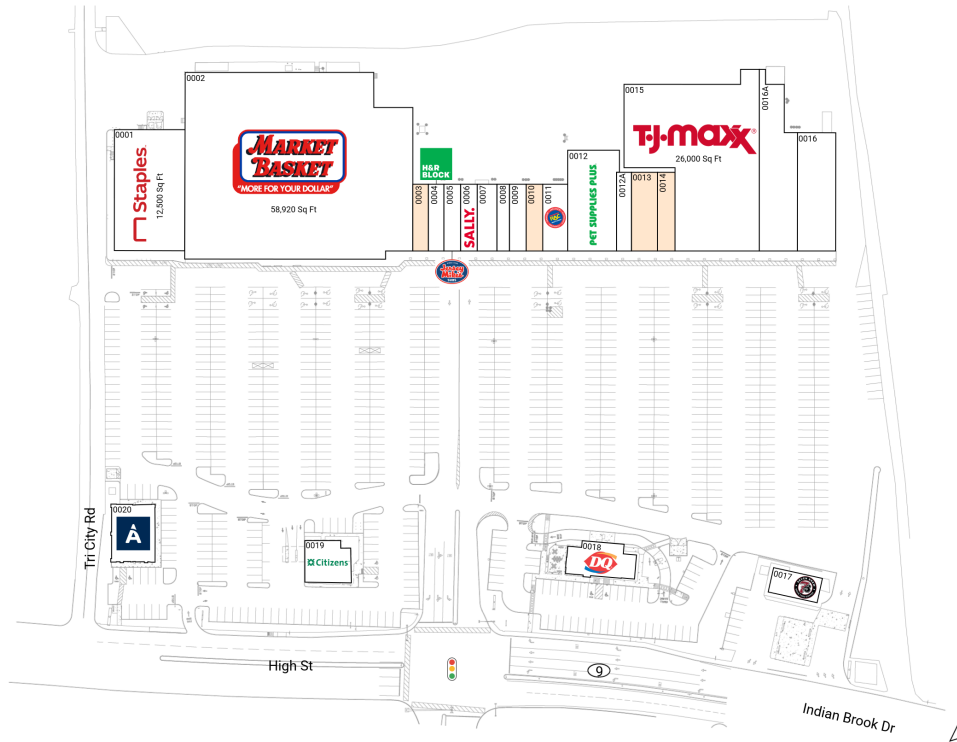 0002
0001
Staples
12,500 Sq Ft
MARKET
BASKET
"MORE FOR YOUR DOLLAR"
58,920 Sq Ft
H&R
BLOCK
0003
0004
0005
0006
SALLY.
0007
0008
0009
0010
0011
0012
PET SUPPLIES PLUS
0012A
0013
0014
0015
T·J·maxx
26,000 Sq Ft
0016A
0016
Jersey
Mike's
0020
A
0019
Citizens
0018
DQ
0017
Tri City Rd
High St
9
Indian Brook Dr